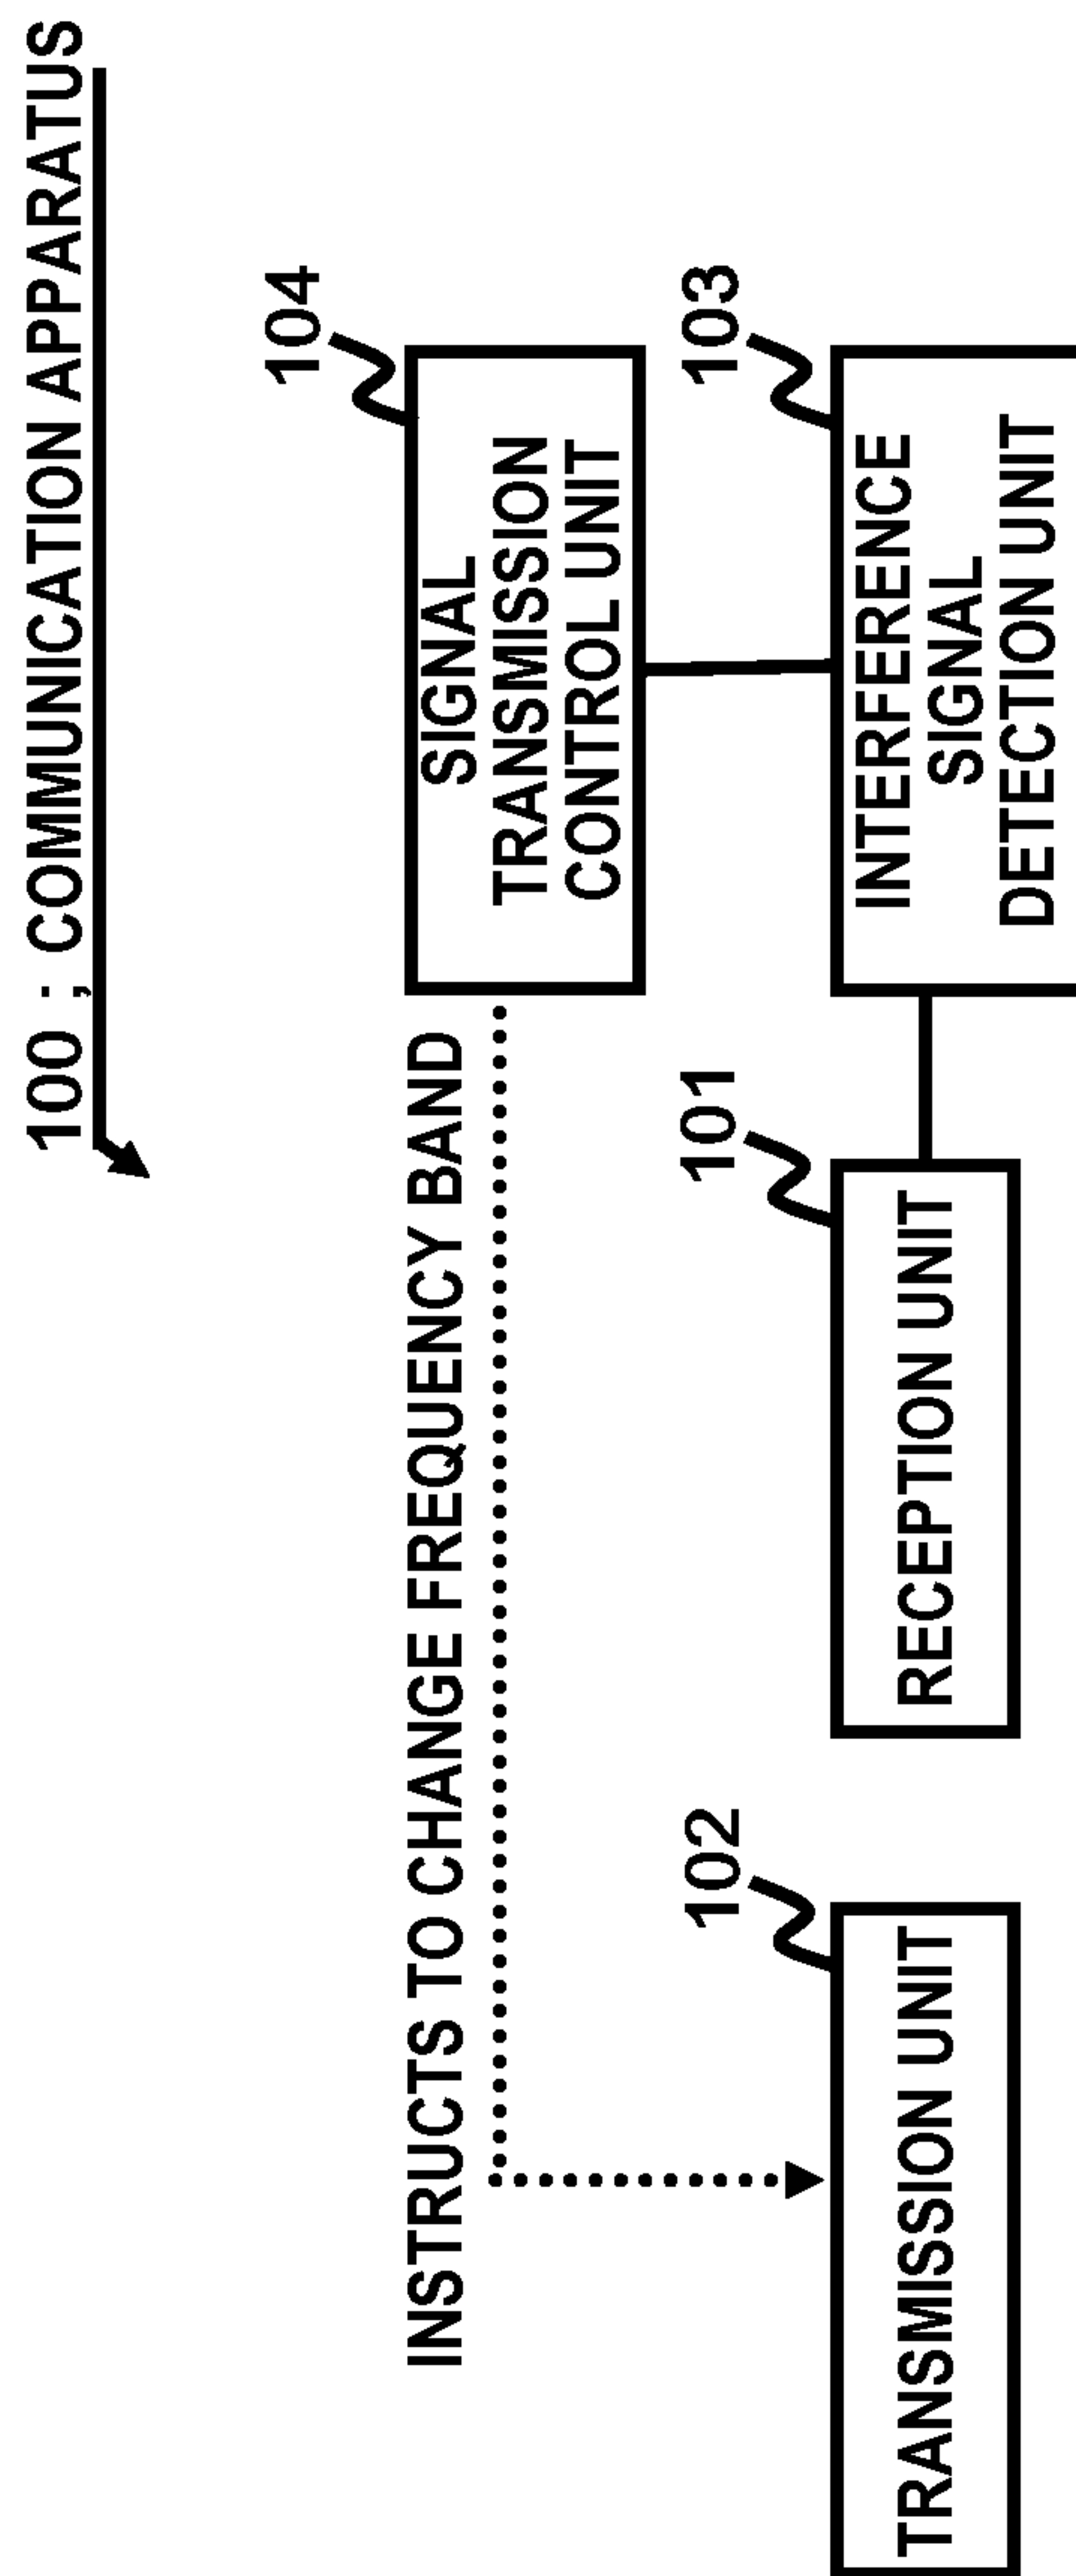 100 ; COMMUNICATION APPARATUS
104
SIGNAL
TRANSMISSION
CONTROL UNIT
INSTRUCTS TO CHANGE FREQUENCY BAND
102
TRANSMISSION UNIT
101
RECEPTION UNIT
103
INTERFERENCE
SIGNAL
DETECTION UNIT